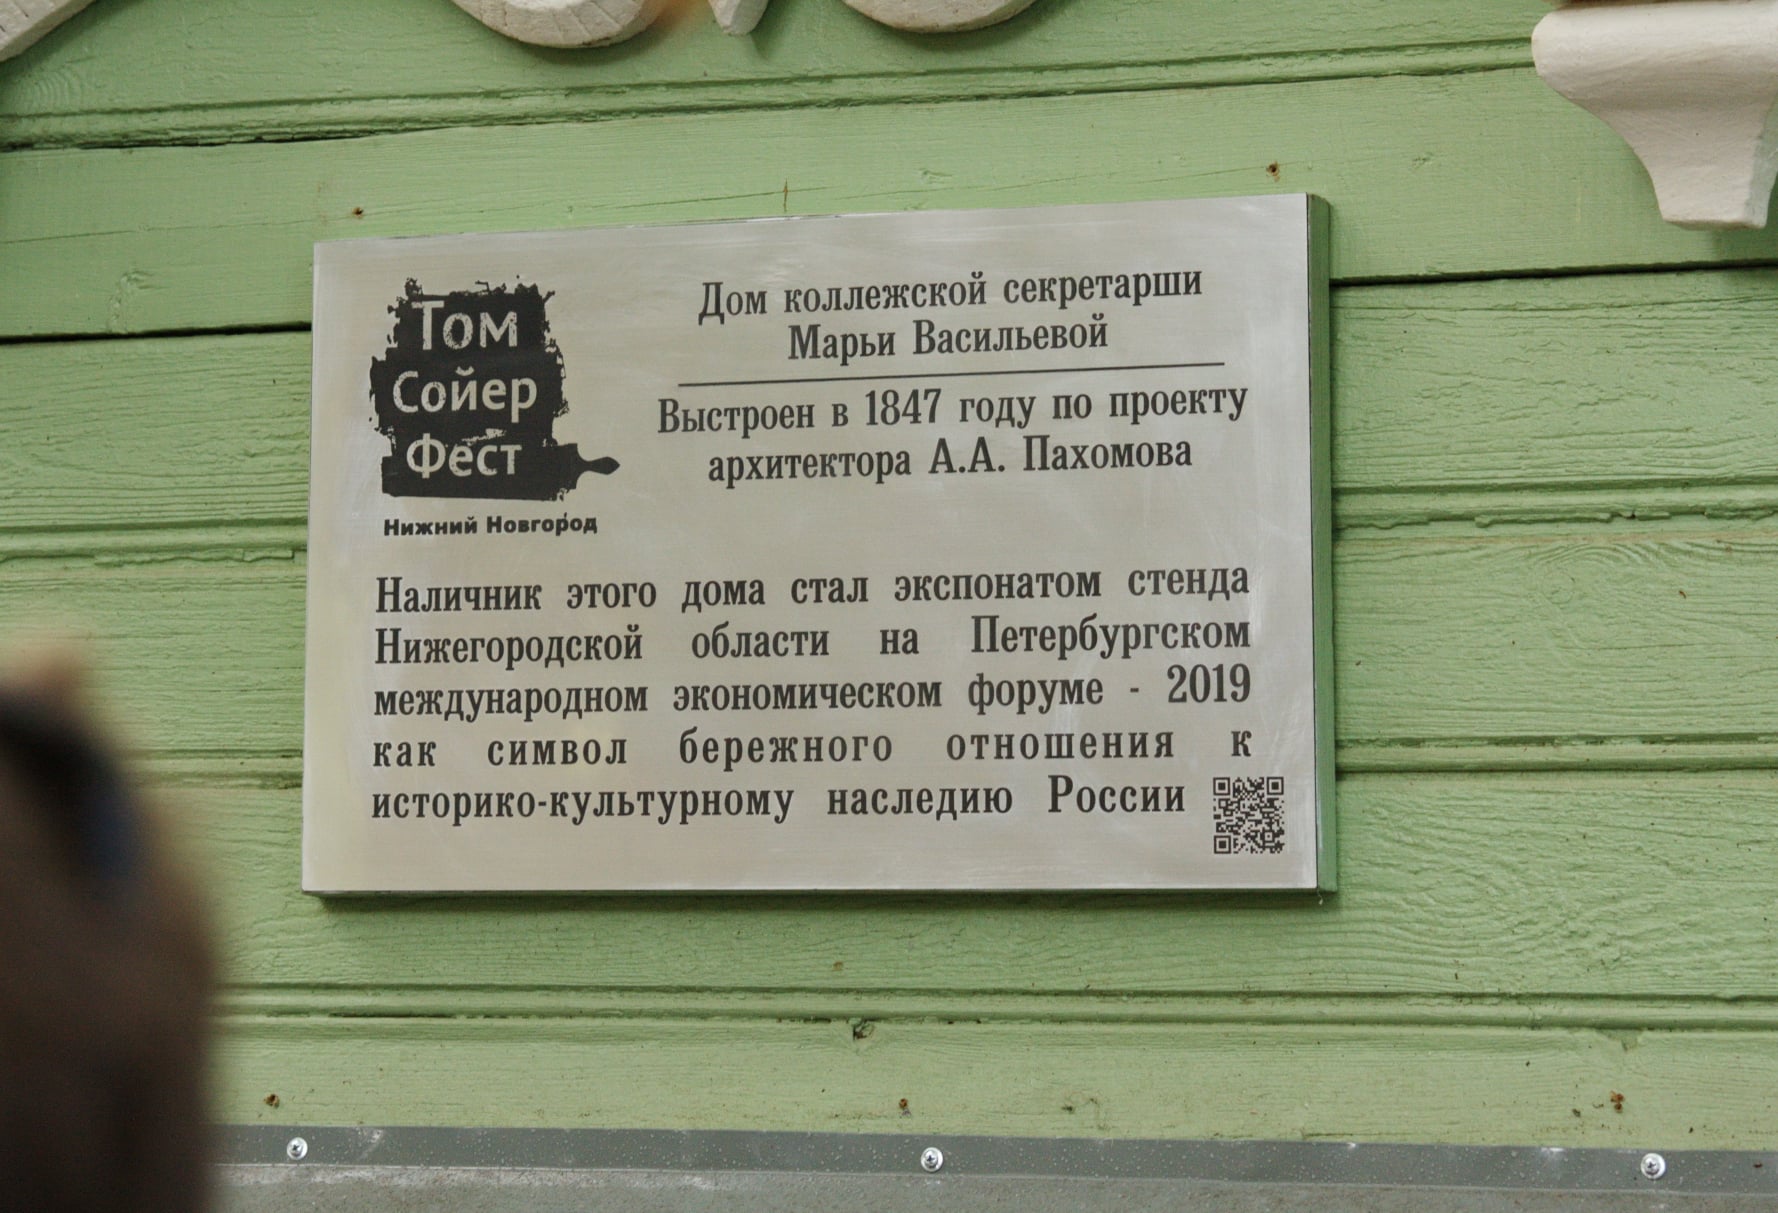 Том
Сойер
Фест
Нижний Новгород
Дом коллежской секретарши
Марьи Васильевой
Выстроен в 1847 году по проекту
архитектора А.А. Пахомова
Наличник этого дома стал экспонатом стенда
Нижегородской области на Петербургском
международном экономическом форуме - 2019
как символ бережного отношения к
историко-культурному наследию России